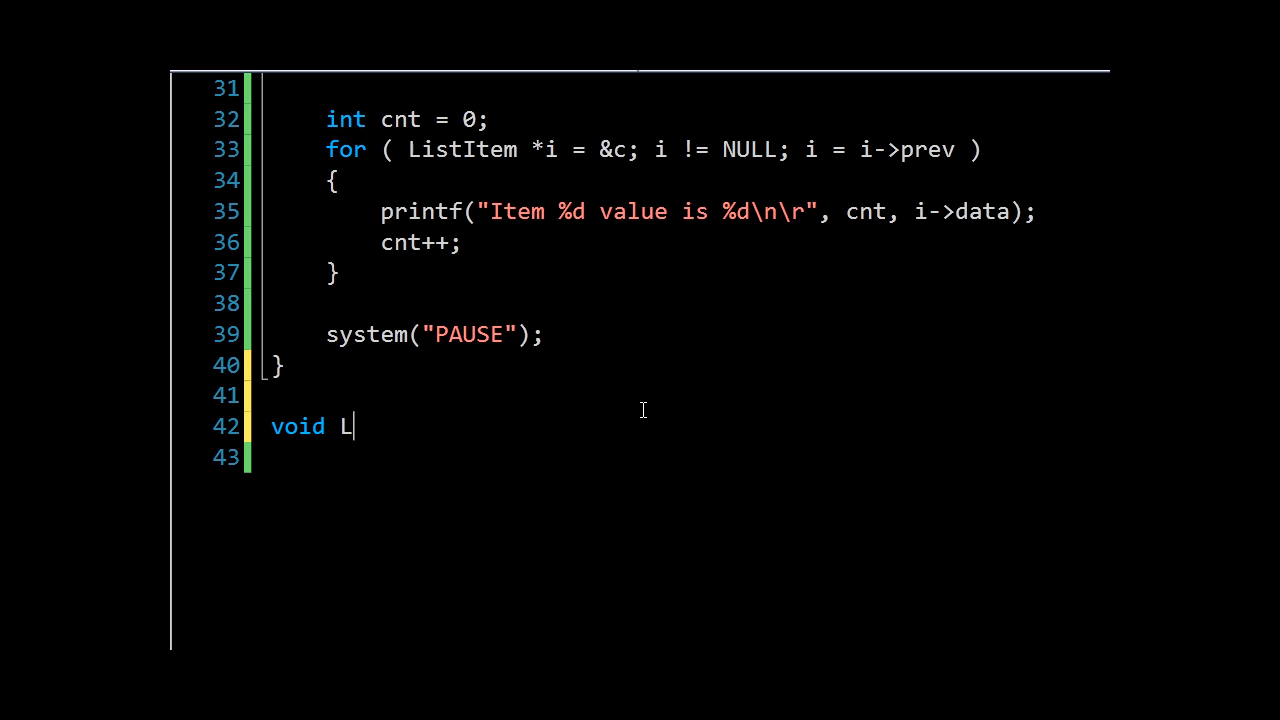 31
32 int cnt = 0;
33 for ( ListItem *i = &c; i != NULL; i = i->prev )
34 {
35 printf("Item %d value is %d\n\r", cnt, i->data);
36 cnt++;
37 }
38
39 system("PAUSE");
40 }
41
42 void L
43